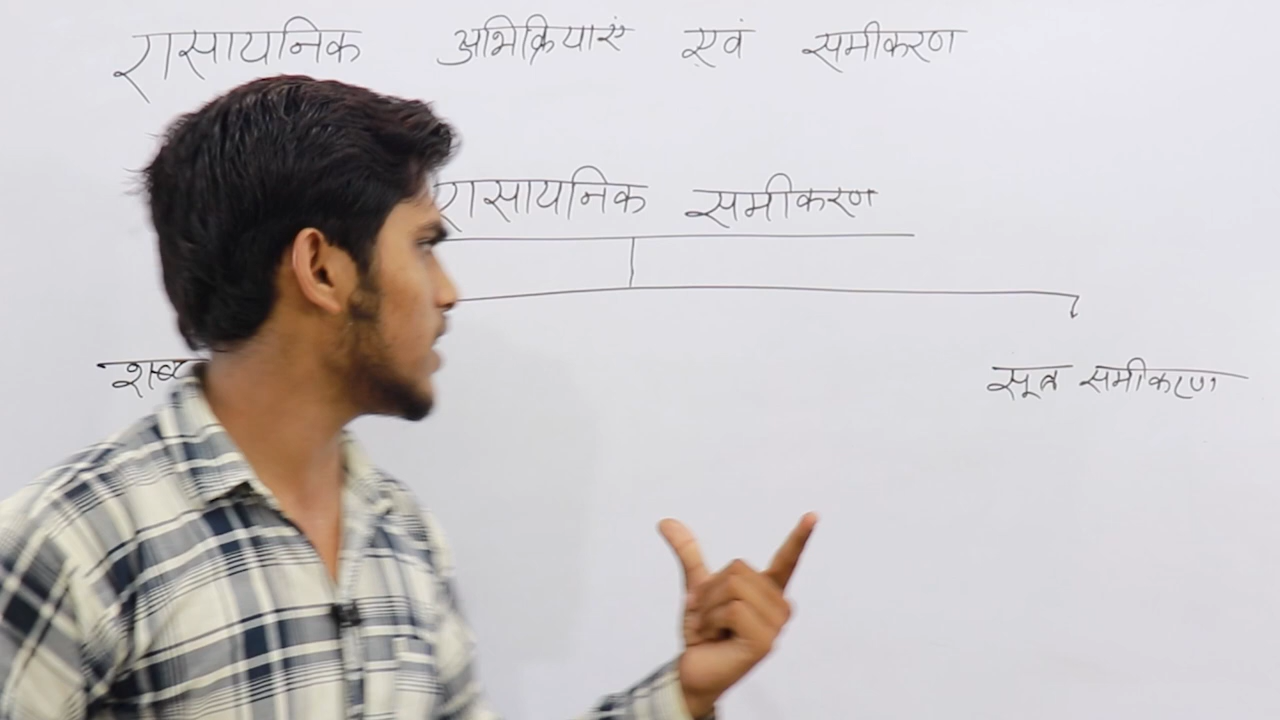 रासायनिक अभिक्रियाएं एवं समीकरण
रासायनिक समीकरण
सूत्र समीकरण